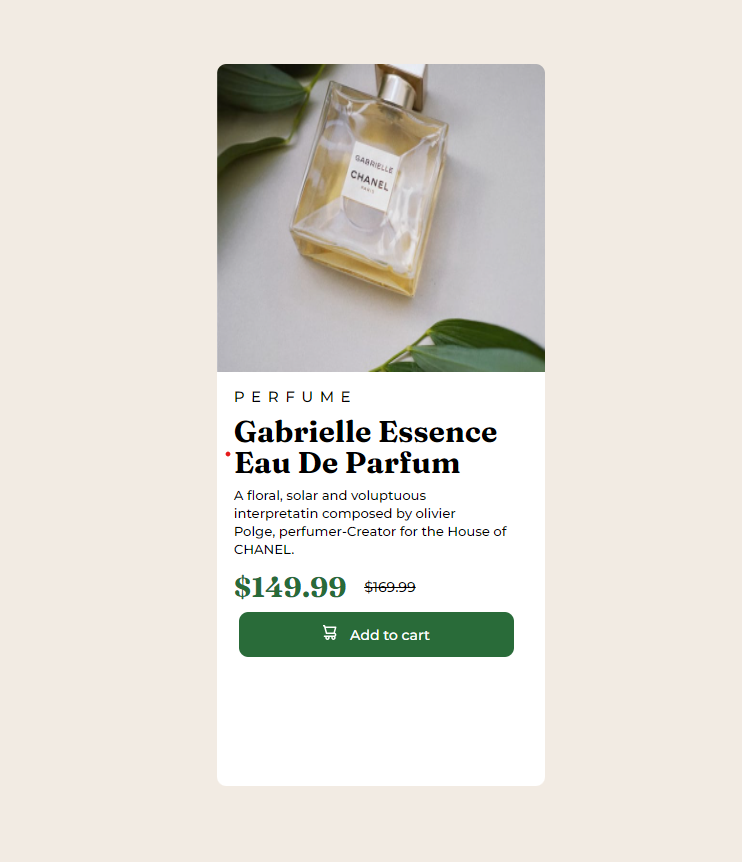 GABRIELLE
CHANEL
PARIS
PERFUME
Gabrielle Essence
Eau De Parfum
A floral, solar and voluptuous
interpretatin composed by olivier
Polge, perfumer-Creator for the House of
CHANEL.
$149.99 $169.99
Add to cart